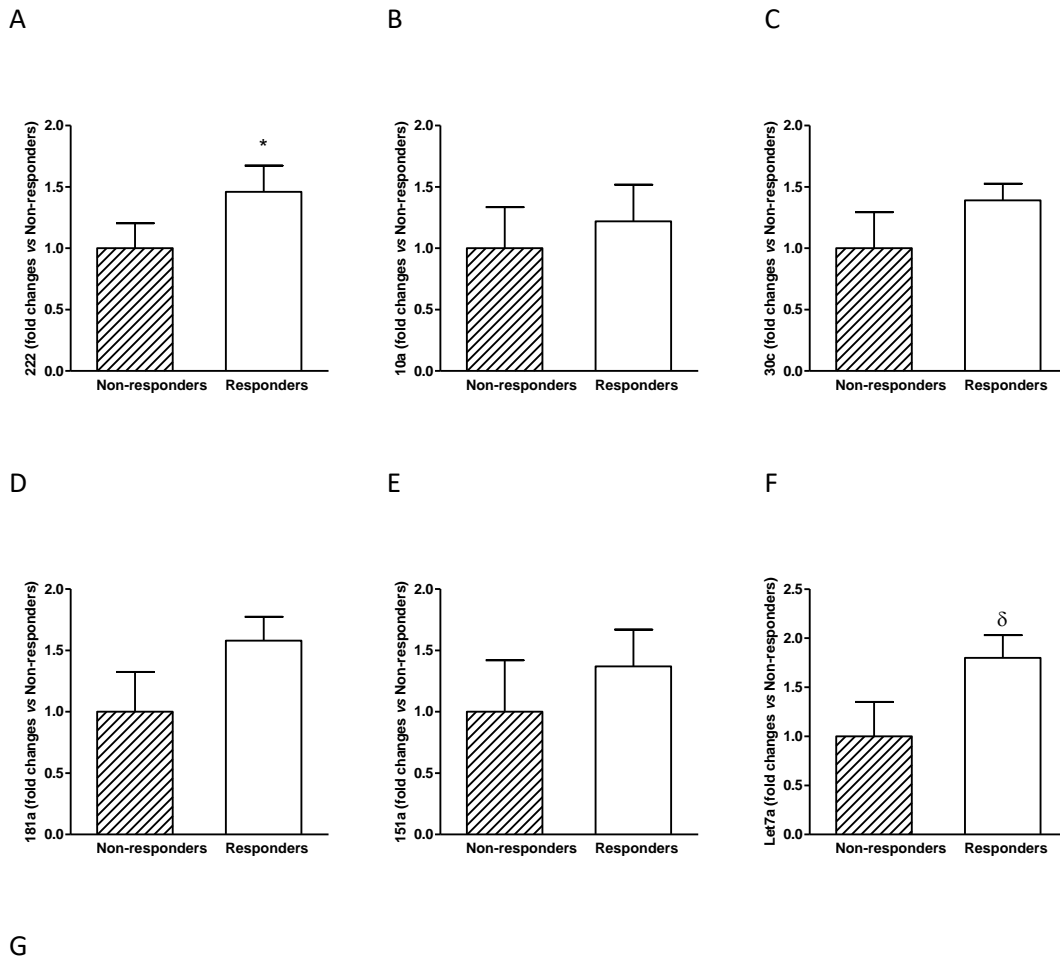 A
B
C
222 (fold changes vs Non-responders)
2.0
1.5
1.0
0.5
0.0
*
Non-responders
Responders
10a (fold changes vs Non-responders)
2.0
1.5
1.0
0.5
0.0
Non-responders
Responders
30c (fold changes vs Non-responders)
2.0
1.5
1.0
0.5
0.0
Non-responders
Responders
D
E
F
181a (fold changes vs Non-responders)
2.0
1.5
1.0
0.5
0.0
Non-responders
Responders
151a (fold changes vs Non-responders)
2.0
1.5
1.0
0.5
0.0
Non-responders
Responders
Let7a (fold changes vs Non-responders)
2.5
2.0
1.5
1.0
0.5
0.0
δ
Non-responders
Responders
G